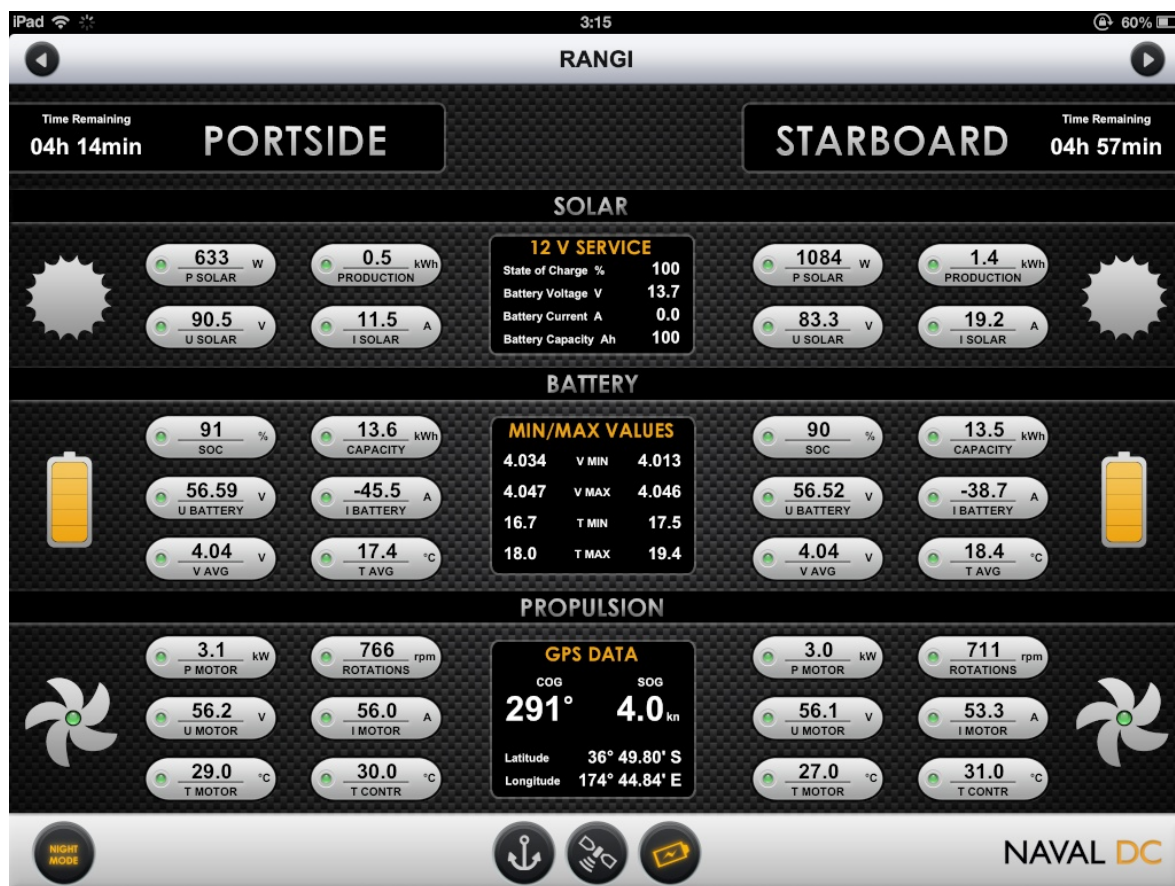 iPad 3:15 60%
RANGI
Time Remaining
04h 14min
PORTSIDE
STARBOARD
Time Remaining
04h 57min
SOLAR
633 W
P SOLAR
0.5 kWh
PRODUCTION
90.5 V
U SOLAR
11.5 A
I SOLAR
12 V SERVICE
State of Charge % 100
Battery Voltage V 13.7
Battery Current A 0.0
Battery Capacity Ah 100
1084 W
P SOLAR
1.4 kWh
PRODUCTION
83.3 V
U SOLAR
19.2 A
I SOLAR
BATTERY
91 %
SOC
13.6 kWh
CAPACITY
56.59 V
U BATTERY
-45.5 A
I BATTERY
4.04 V
V AVG
17.4 °C
T AVG
MIN/MAX VALUES
4.034 V MIN 4.013
4.047 V MAX 4.046
16.7 T MIN 17.5
18.0 T MAX 19.4
90 %
SOC
13.5 kWh
CAPACITY
56.52 V
U BATTERY
-38.7 A
I BATTERY
4.04 V
V AVG
18.4 °C
T AVG
PROPULSION
3.1 kW
P MOTOR
766 rpm
ROTATIONS
56.2 V
U MOTOR
56.0 A
I MOTOR
29.0 °C
T MOTOR
30.0 °C
T CONTR
GPS DATA
COG SOG
291° 4.0 kn
Latitude 36° 49.80' S
Longitude 174° 44.84' E
3.0 kW
P MOTOR
711 rpm
ROTATIONS
56.1 V
U MOTOR
53.3 A
I MOTOR
27.0 °C
T MOTOR
31.0 °C
T CONTR
NIGHT
MODE
NAVAL DC